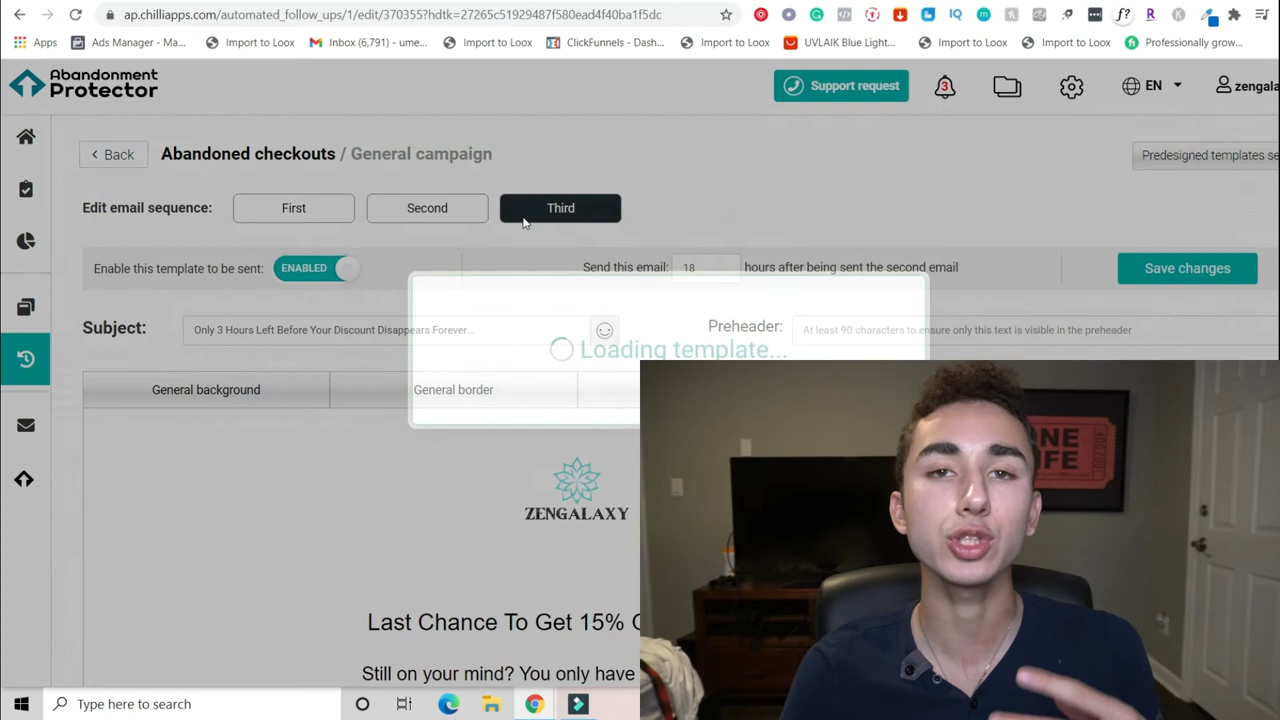 ap.chilliapps.com/automated_follow_ups/1/edit/370355?hdtk=27265c51929487f580ead4f40ba1f5dc
Apps Ads Manager - Ma... Import to Loox Inbox (6,791) - ume... Import to Loox ClickFunnels - Dash... Import to Loox UVLAIK Blue Light... Import to Loox Import to Loox Professionally grow...
Abandonment
Protector
Support request
3
EN
zengala
Back
Abandoned checkouts / General campaign
Predesigned templates se
Edit email sequence:
First
Second
Third
Enable this template to be sent:
ENABLED
Send this email: 18 hours after being sent the second email
Save changes
Subject:
Only 3 Hours Left Before Your Discount Disappears Forever...
Preheader:
At least 90 characters to ensure only this text is visible in the preheader
Loading template...
General background
General border
ZENGALAXY
Last Chance To Get 15%
Still on your mind? You only have
ONE
LIFE
Type here to search